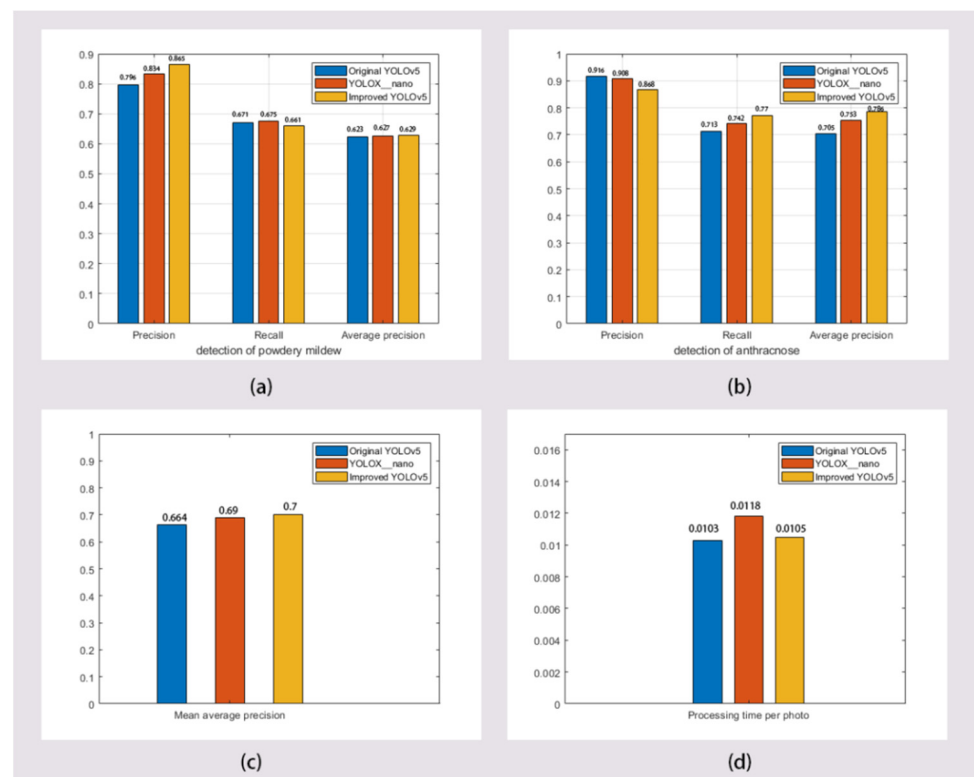 0.9
0.8
0.7
0.6
0.5
0.4
0.3
0.2
0.1
0
0.796
0.834
0.865
0.671
0.675
0.661
0.623
0.627
0.629
Original YOLOv5
YOLOX__nano
Improved YOLOv5
Precision
Recall
Average precision
detection of powdery mildew
(a)
1
0.9
0.8
0.7
0.6
0.5
0.4
0.3
0.2
0.1
0
0.916
0.908
0.868
0.713
0.742
0.77
0.705
0.753
0.786
Original YOLOv5
YOLOX__nano
Improved YOLOv5
Precision
Recall
Average precision
detection of anthracnose
(b)
1
0.9
0.8
0.7
0.6
0.5
0.4
0.3
0.2
0.1
0
0.664
0.69
0.7
Original YOLOv5
YOLOX__nano
Improved YOLOv5
Mean average precision
(c)
0.016
0.014
0.012
0.01
0.008
0.006
0.004
0.002
0
0.0103
0.0118
0.0105
Original YOLOv5
YOLOX__nano
Improved YOLOv5
Processing time per photo
(d)